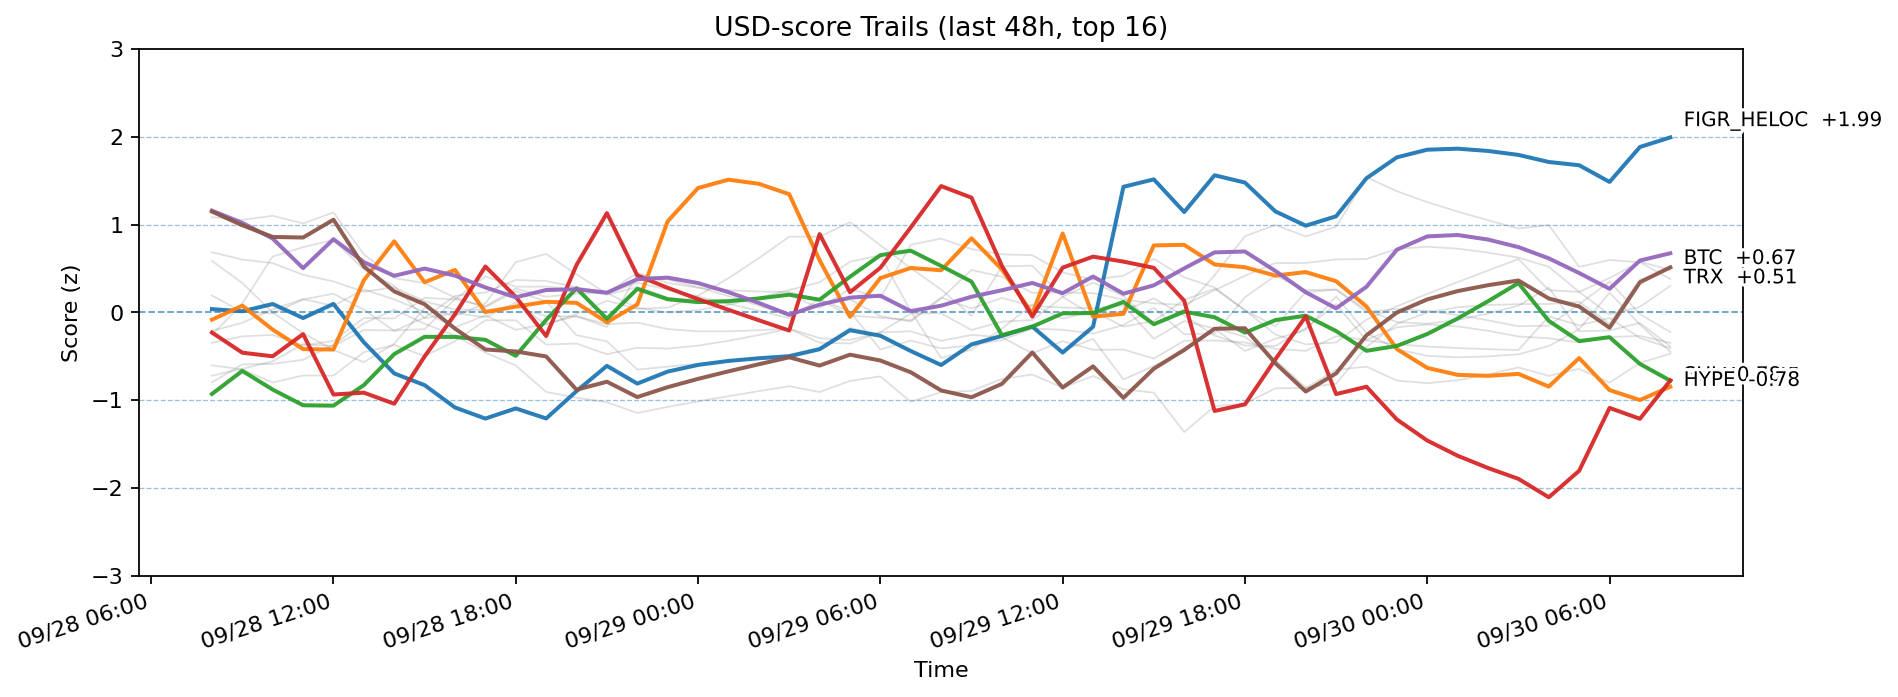 USD-score Trails (last 48h, top 16)
Score (z)
3
2
1
0
−1
−2
−3
FIGR_HELOC +1.99
BTC +0.67
TRX +0.51
HYPE -0.78
09/28 06:00
09/28 12:00
09/28 18:00
09/29 00:00
09/29 06:00
09/29 12:00
09/29 18:00
09/30 00:00
09/30 06:00
Time